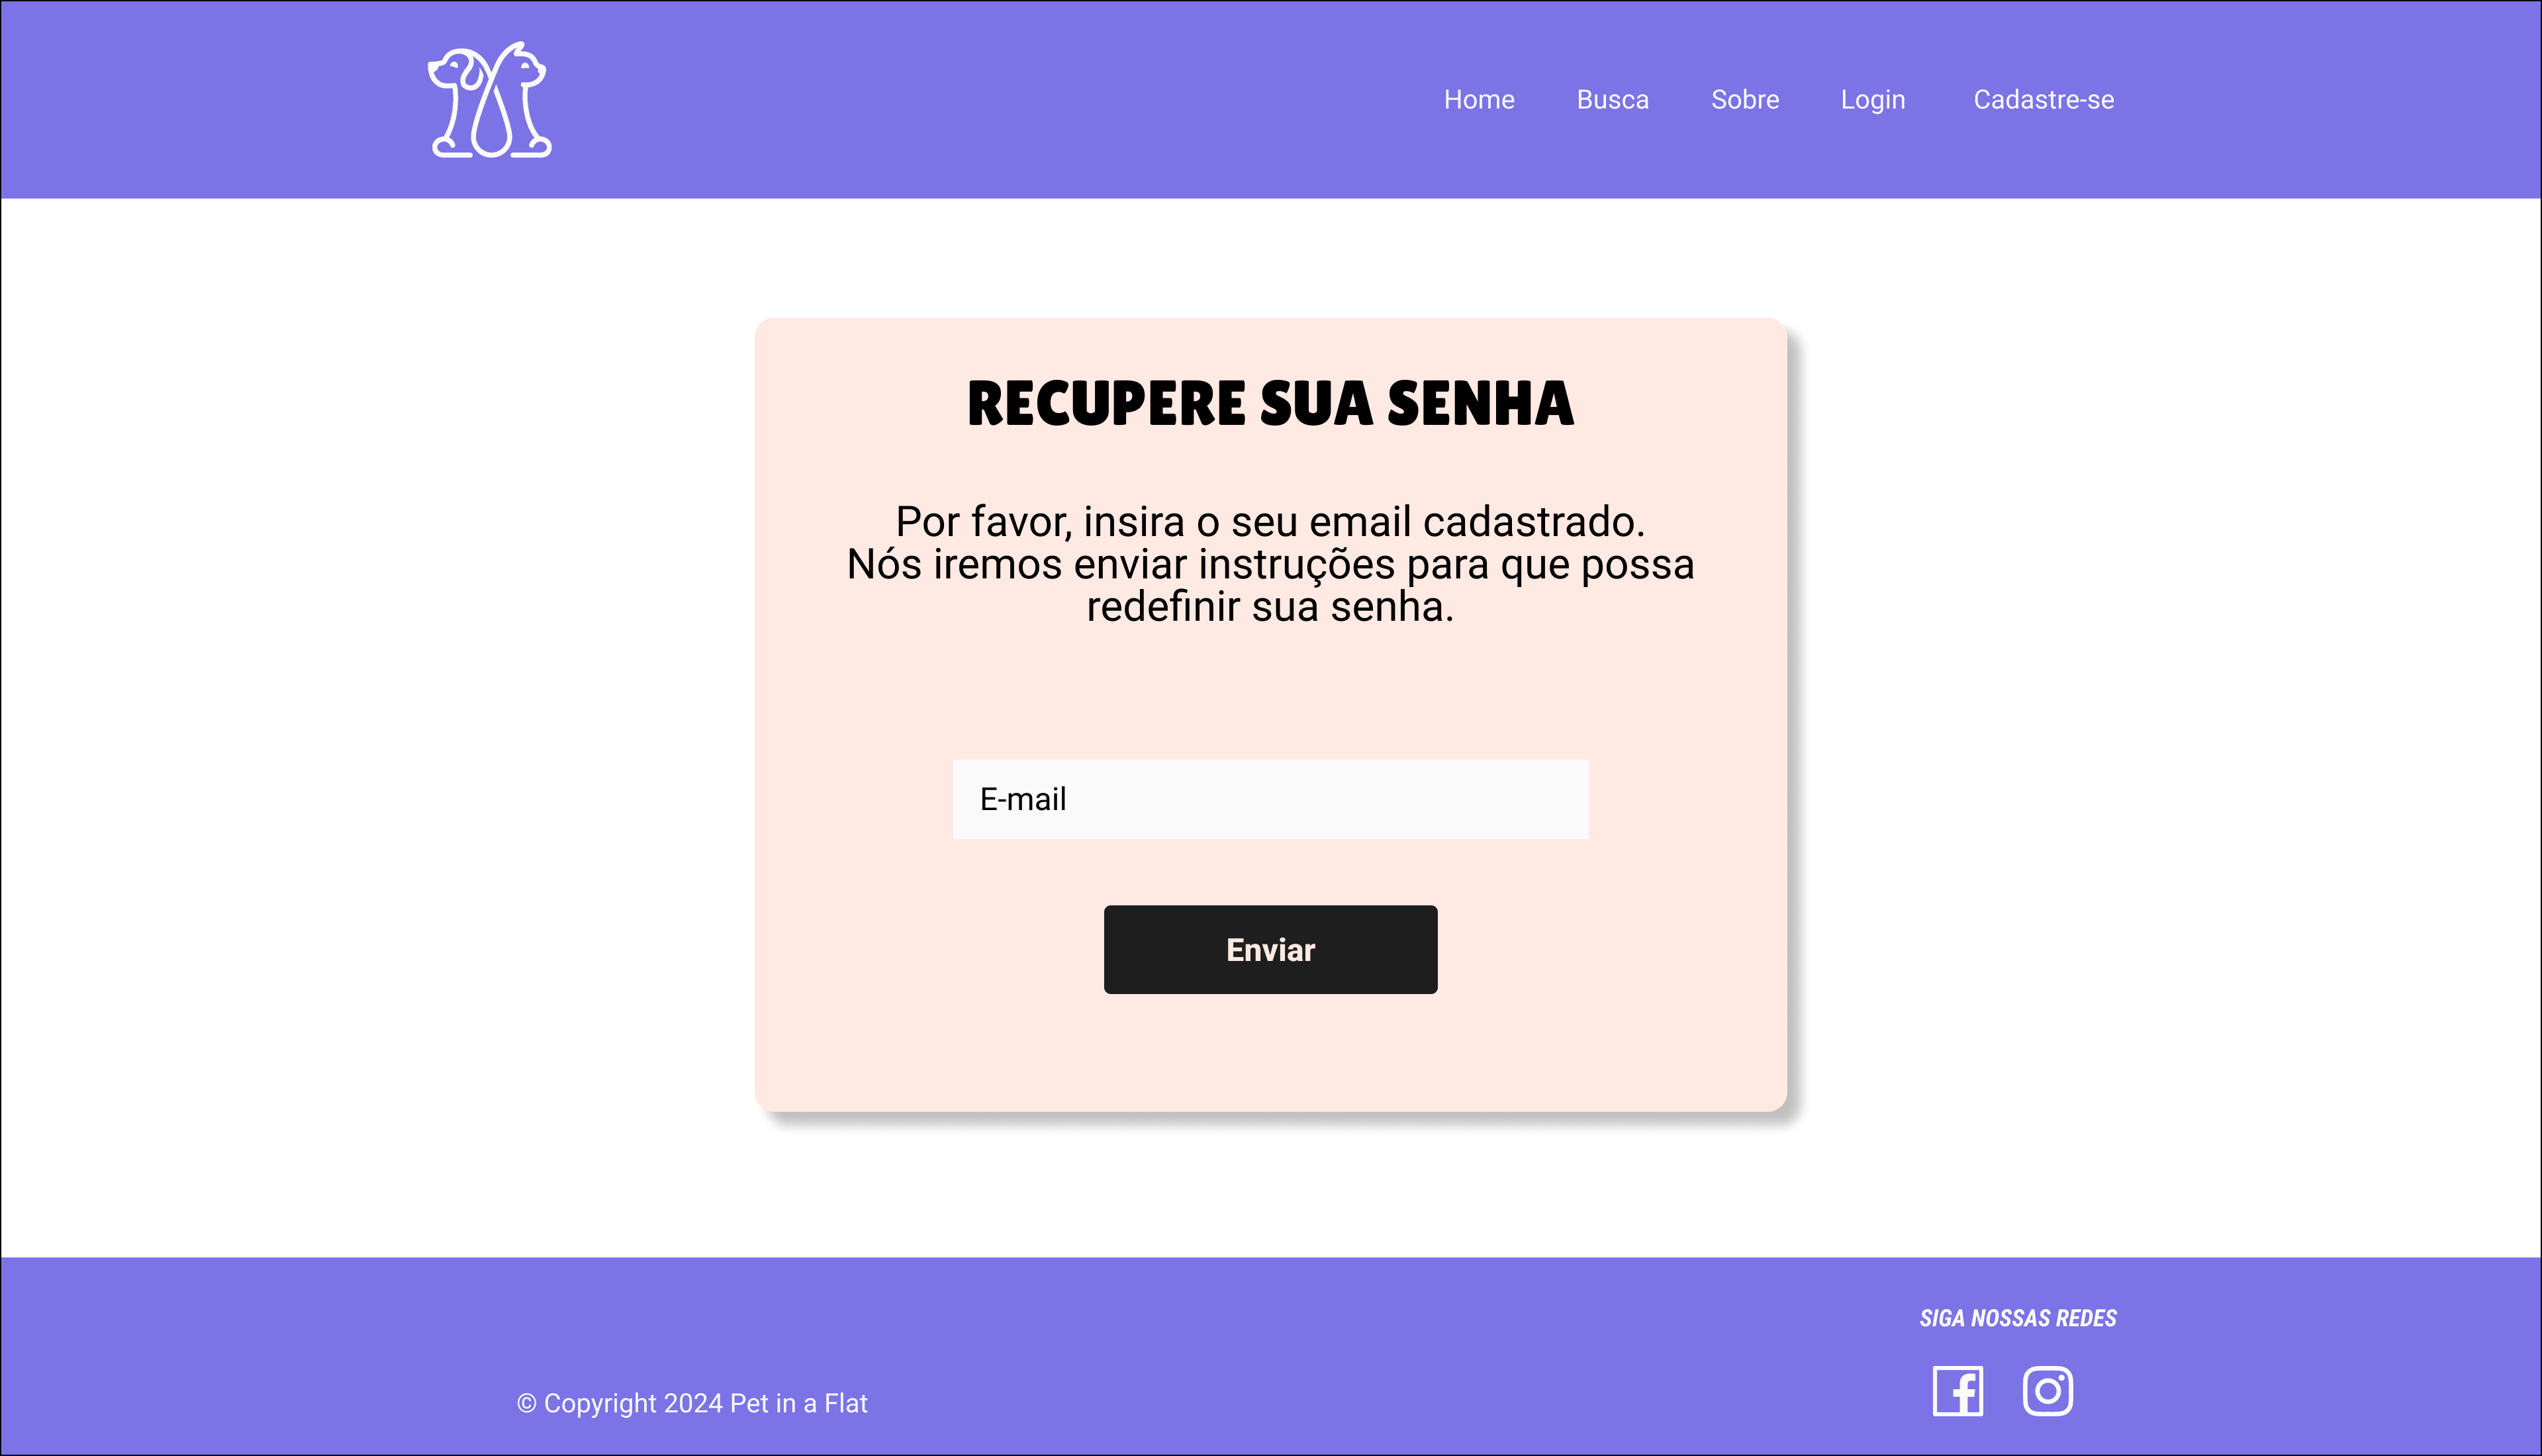 Home Busca Sobre Login Cadastre-se
RECUPERE SUA SENHA
Por favor, insira o seu email cadastrado.
Nós iremos enviar instruções para que possa
redefinir sua senha.
E-mail
Enviar
SIGA NOSSAS REDES
© Copyright 2024 Pet in a Flat